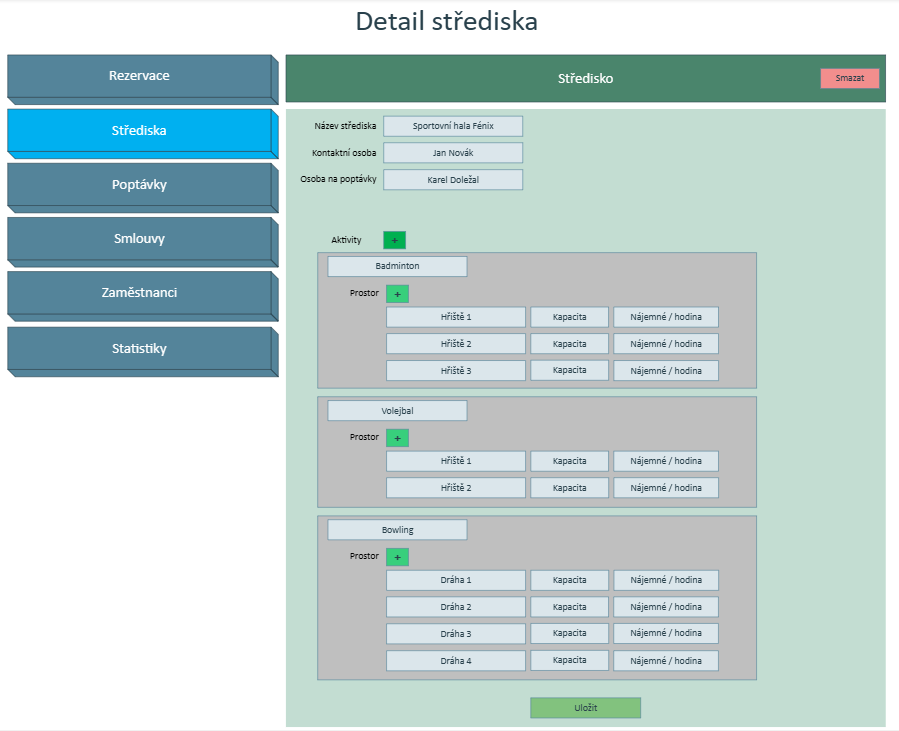 Detail střediska
Rezervace
Střediska
Poptávky
Smlouvy
Zaměstnanci
Statistiky
Středisko
Smazat
Název střediska Sportovní hala Fénix
Kontaktní osoba Jan Novák
Osoba na poptávky Karel Doležal
Aktivity +
Badminton
Prostor +
Hřiště 1 Kapacita Nájemné / hodina
Hřiště 2 Kapacita Nájemné / hodina
Hřiště 3 Kapacita Nájemné / hodina
Volejbal
Prostor +
Hřiště 1 Kapacita Nájemné / hodina
Hřiště 2 Kapacita Nájemné / hodina
Bowling
Prostor +
Dráha 1 Kapacita Nájemné / hodina
Dráha 2 Kapacita Nájemné / hodina
Dráha 3 Kapacita Nájemné / hodina
Dráha 4 Kapacita Nájemné / hodina
Uložit